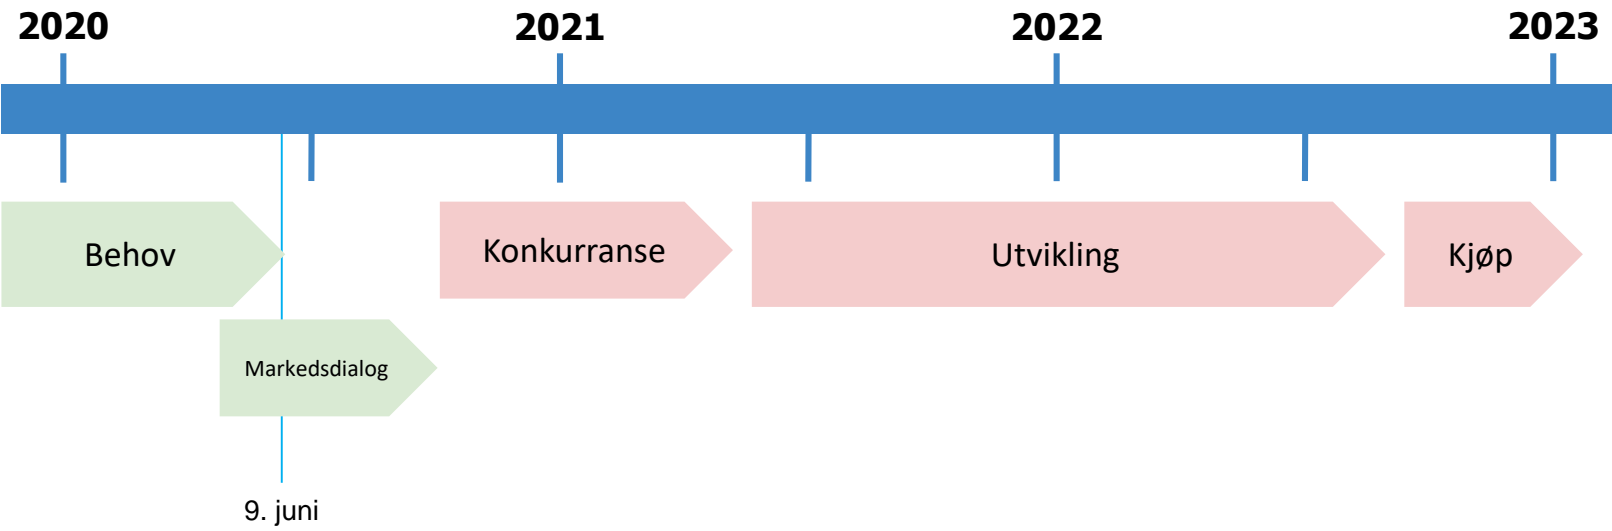 2020
2021
2022
2023
Behov
Konkurranse
Utvikling
Kjøp
Markedsdialog
9. juni